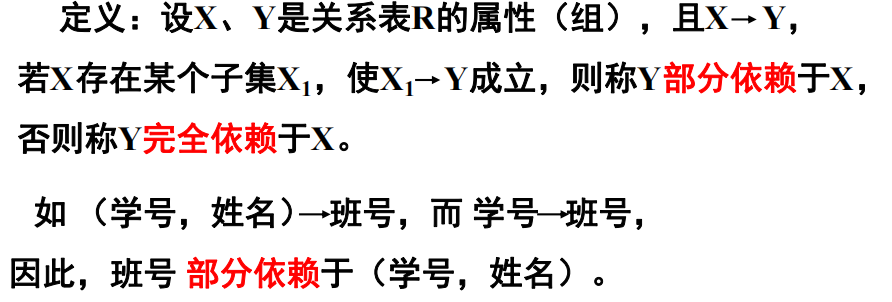 定义：设X、Y是关系表R的属性（组），且X→Y，
若X存在某个子集X₁，使X₁→Y成立，则称Y部分依赖于X，
否则称Y完全依赖于X。
如 （学号，姓名）→班号，而 学号→班号，
因此，班号 部分依赖于（学号，姓名）。